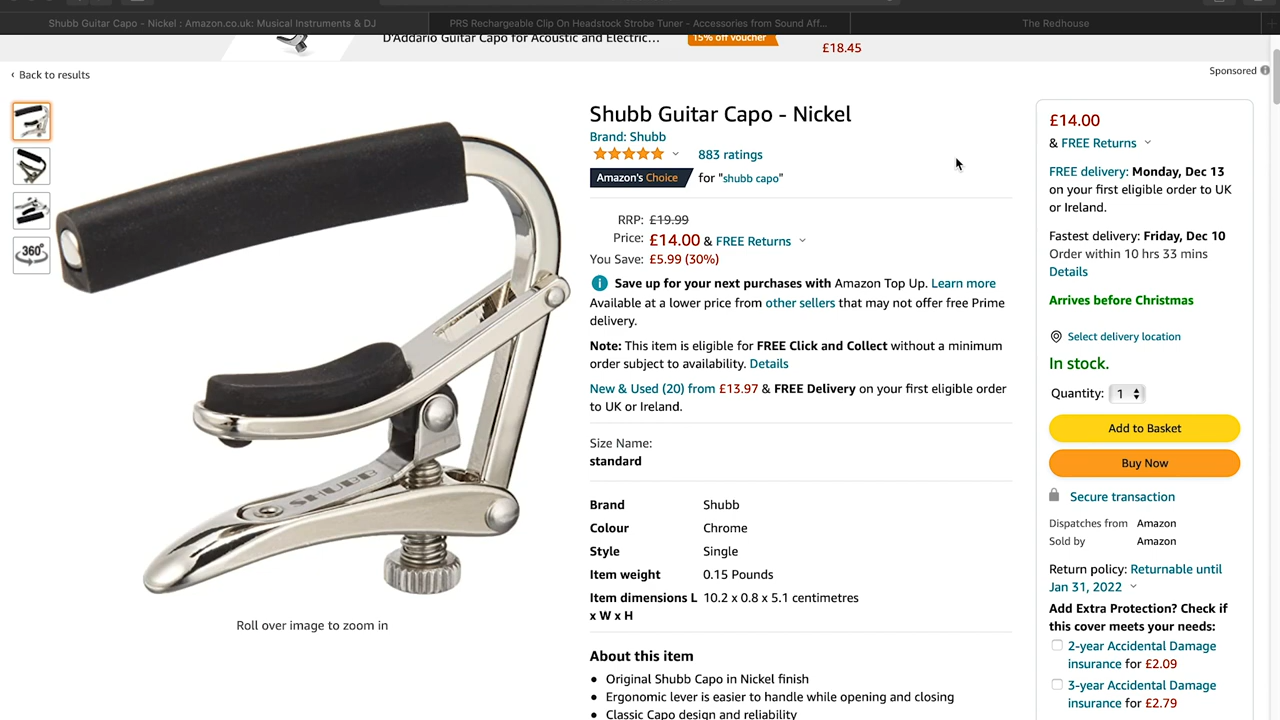 Shubb Guitar Capo - Nickel : Amazon.co.uk: Musical Instruments & DJ
PRS Rechargeable Clip On Headstock Strobe Tuner - Accessories from Sound Aff...
The Redhouse
D'Addario Guitar Capo for Acoustic and Electric...
15% off voucher
£18.45
‹ Back to results
Sponsored
Shubb Guitar Capo - Nickel
Brand: Shubb
883 ratings
Amazon's Choice for "shubb capo"
RRP: £19.99
Price: £14.00 & FREE Returns
You Save: £5.99 (30%)
Save up for your next purchases with Amazon Top Up. Learn more
Available at a lower price from other sellers that may not offer free Prime
delivery.
Note: This item is eligible for FREE Click and Collect without a minimum
order subject to availability. Details
New & Used (20) from £13.97 & FREE Delivery on your first eligible order
to UK or Ireland.
Size Name:
standard
Brand Shubb
Colour Chrome
Style Single
Item weight 0.15 Pounds
Item dimensions L 10.2 x 0.8 x 5.1 centimetres
x W x H
About this item
● Original Shubb Capo in Nickel finish
● Ergonomic lever is easier to handle while opening and closing
● Classic Capo design and reliability
360°
SHUBB
Roll over image to zoom in
£14.00
& FREE Returns
FREE delivery: Monday, Dec 13
on your first eligible order to UK
or Ireland.
Fastest delivery: Friday, Dec 10
Order within 10 hrs 33 mins
Details
Arrives before Christmas
Select delivery location
In stock.
Quantity: 1
Add to Basket
Buy Now
Secure transaction
Dispatches from Amazon
Sold by Amazon
Return policy: Returnable until
Jan 31, 2022
Add Extra Protection? Check if
this cover meets your needs:
2-year Accidental Damage
insurance for £2.09
3-year Accidental Damage
insurance for £2.79